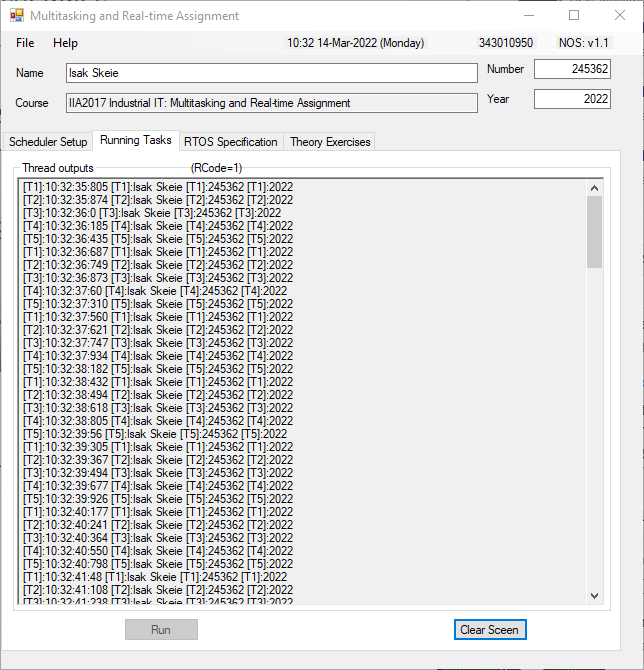 Multitasking and Real-time Assignment
File Help 10:32 14-Mar-2022 (Monday) 343010950 NOS: v1.1
Name Isak Skeie Number 245362
Course IIA2017 Industrial IT: Multitasking and Real-time Assignment Year 2022
Scheduler Setup Running Tasks RTOS Specification Theory Exercises
Thread outputs (RCode=1)
[T1]:10:32:35:805 [T1]:Isak Skeie [T1]:245362 [T1]:2022
[T2]:10:32:35:874 [T2]:Isak Skeie [T2]:245362 [T2]:2022
[T3]:10:32:36:0 [T3]:Isak Skeie [T3]:245362 [T3]:2022
[T4]:10:32:36:185 [T4]:Isak Skeie [T4]:245362 [T4]:2022
[T5]:10:32:36:435 [T5]:Isak Skeie [T5]:245362 [T5]:2022
[T1]:10:32:36:687 [T1]:Isak Skeie [T1]:245362 [T1]:2022
[T2]:10:32:36:749 [T2]:Isak Skeie [T2]:245362 [T2]:2022
[T3]:10:32:36:873 [T3]:Isak Skeie [T3]:245362 [T3]:2022
[T4]:10:32:37:60 [T4]:Isak Skeie [T4]:245362 [T4]:2022
[T5]:10:32:37:310 [T5]:Isak Skeie [T5]:245362 [T5]:2022
[T1]:10:32:37:560 [T1]:Isak Skeie [T1]:245362 [T1]:2022
[T2]:10:32:37:621 [T2]:Isak Skeie [T2]:245362 [T2]:2022
[T3]:10:32:37:747 [T3]:Isak Skeie [T3]:245362 [T3]:2022
[T4]:10:32:37:934 [T4]:Isak Skeie [T4]:245362 [T4]:2022
[T5]:10:32:38:182 [T5]:Isak Skeie [T5]:245362 [T5]:2022
[T1]:10:32:38:432 [T1]:Isak Skeie [T1]:245362 [T1]:2022
[T2]:10:32:38:494 [T2]:Isak Skeie [T2]:245362 [T2]:2022
[T3]:10:32:38:618 [T3]:Isak Skeie [T3]:245362 [T3]:2022
[T4]:10:32:38:805 [T4]:Isak Skeie [T4]:245362 [T4]:2022
[T5]:10:32:39:56 [T5]:Isak Skeie [T5]:245362 [T5]:2022
[T1]:10:32:39:305 [T1]:Isak Skeie [T1]:245362 [T1]:2022
[T2]:10:32:39:367 [T2]:Isak Skeie [T2]:245362 [T2]:2022
[T3]:10:32:39:494 [T3]:Isak Skeie [T3]:245362 [T3]:2022
[T4]:10:32:39:677 [T4]:Isak Skeie [T4]:245362 [T4]:2022
[T5]:10:32:39:926 [T5]:Isak Skeie [T5]:245362 [T5]:2022
[T1]:10:32:40:177 [T1]:Isak Skeie [T1]:245362 [T1]:2022
[T2]:10:32:40:241 [T2]:Isak Skeie [T2]:245362 [T2]:2022
[T3]:10:32:40:364 [T3]:Isak Skeie [T3]:245362 [T3]:2022
[T4]:10:32:40:550 [T4]:Isak Skeie [T4]:245362 [T4]:2022
[T5]:10:32:40:798 [T5]:Isak Skeie [T5]:245362 [T5]:2022
[T1]:10:32:41:48 [T1]:Isak Skeie [T1]:245362 [T1]:2022
[T2]:10:32:41:108 [T2]:Isak Skeie [T2]:245362 [T2]:2022
[T3]:10:32:41:238 [T3]:Isak Skeie [T3]:245362 [T3]:2022
Run Clear Sceen